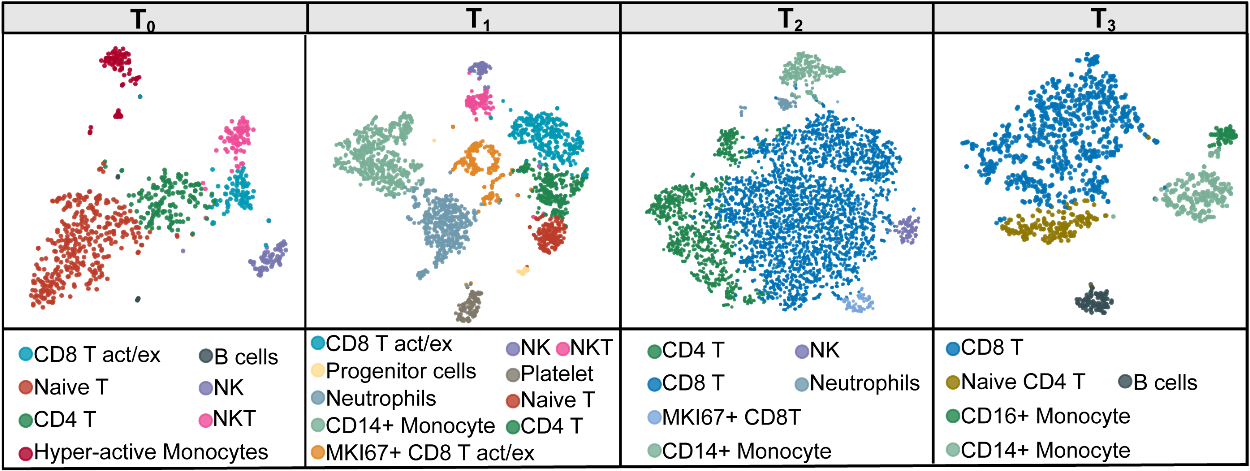 T0 T1 T2 T3
CD8 T act/ex B cells
Naive T NK
CD4 T NKT
Hyper-active Monocytes
CD8 T act/ex NK NKT
Progenitor cells Platelet
Neutrophils Naive T
CD14+ Monocyte CD4 T
MKI67+ CD8 T act/ex
CD4 T NK
CD8 T Neutrophils
MKI67+ CD8T
CD14+ Monocyte
CD8 T
Naive CD4 T B cells
CD16+ Monocyte
CD14+ Monocyte